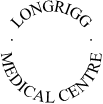 LONGRIGG
· MEDICAL CENTRE ·